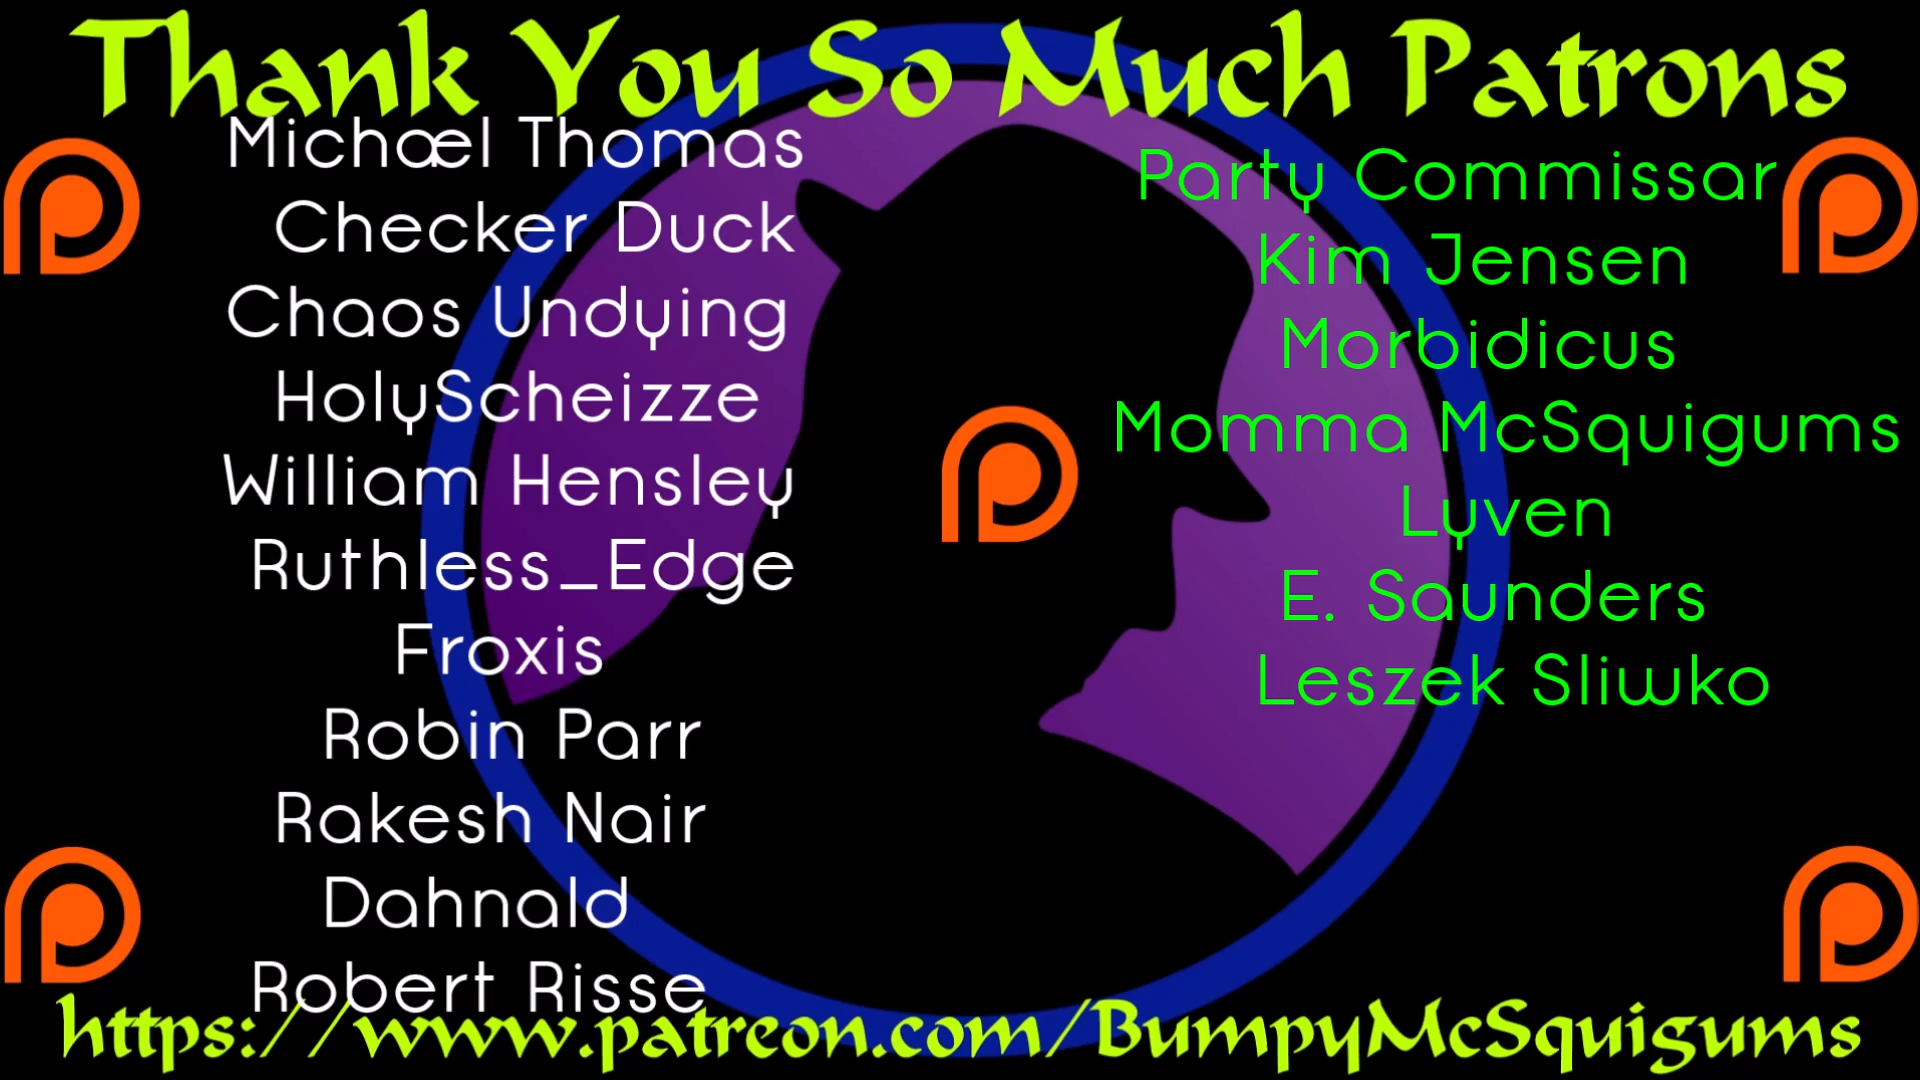 Thank You So Much Patrons
Michael Thomas
Checker Duck
Chaos Undying
HolyScheizze
William Hensley
Ruthless_Edge
Froxis
Robin Parr
Rakesh Nair
Dahnald
Robert Risse
Party Commissar
Kim Jensen
Morbidicus
Momma McSquigums
Lyven
E. Saunders
Leszek Sliwko
https://www.patreon.com/BumpyMcSquigums